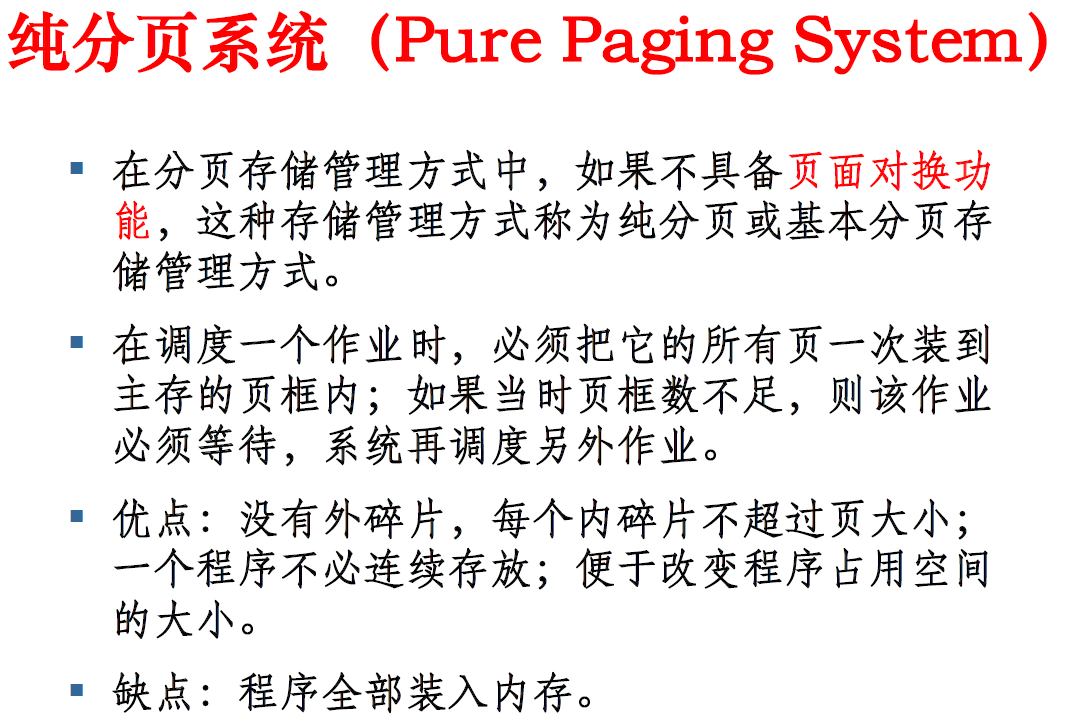 纯分页系统（Pure Paging System）
在分页存储管理方式中，如果不具备页面对换功
能，这种存储管理方式称为纯分页或基本分页存
储管理方式。
在调度一个作业时，必须把它的所有页一次装到
主存的页框内；如果当时页框数不足，则该作业
必须等待，系统再调度另外作业。
优点：没有外碎片，每个内碎片不超过页大小；
一个程序不必连续存放；便于改变程序占用空间
的大小。
缺点：程序全部装入内存。